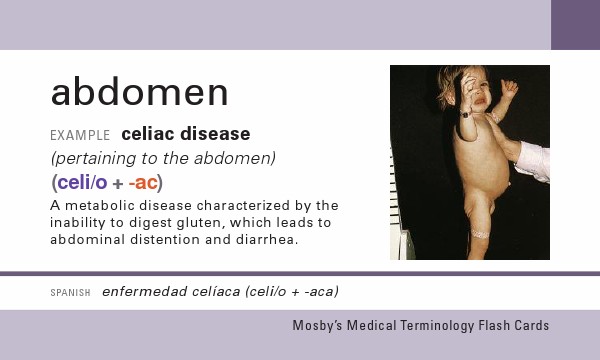 abdomen
EXAMPLE celiac disease
(pertaining to the abdomen)
(celi/o + -ac)
A metabolic disease characterized by the
inability to digest gluten, which leads to
abdominal distention and diarrhea.
SPANISH enfermedad celíaca (celi/o + -aca)
Mosby's Medical Terminology Flash Cards